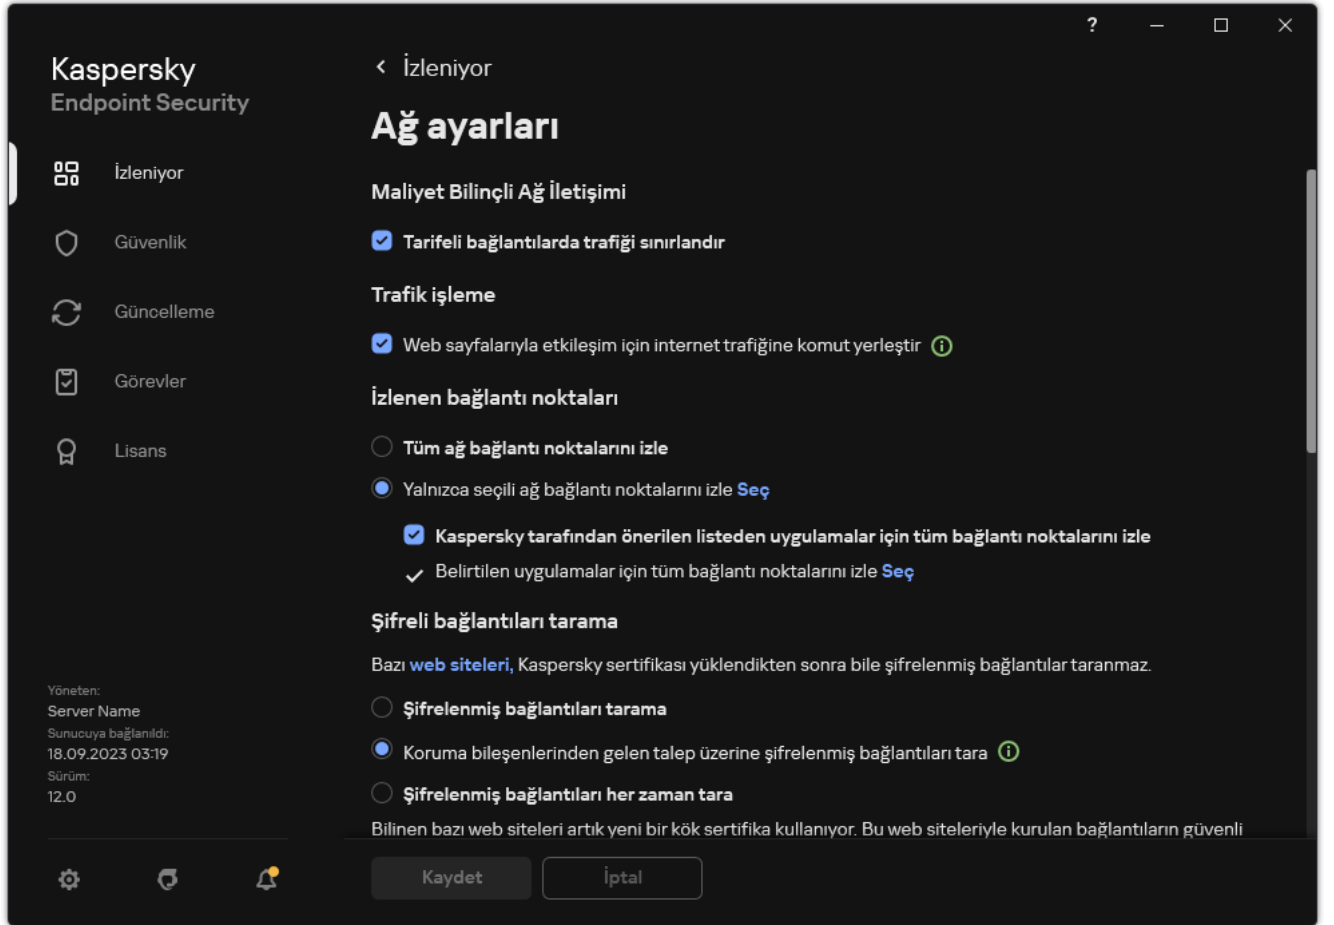 ?
Kaspersky
Endpoint Security
İzleniyor
Güvenlik
Güncelleme
Görevler
Lisans
Yöneten:
Server Name
Sunucuya bağlanıldı:
18.09.2023 03:19
Sürüm:
12.0
İzleniyor
Ağ ayarları
Maliyet Bilinçli Ağ İletişimi
Tarifeli bağlantılarda trafiği sınırlandır
Trafik işleme
Web sayfalarıyla etkileşim için internet trafiğine komut yerleştir
İzlenen bağlantı noktaları
Tüm ağ bağlantı noktalarını izle
Yalnızca seçili ağ bağlantı noktalarını izle Seç
Kaspersky tarafından önerilen listeden uygulamalar için tüm bağlantı noktalarını izle
Belirtilen uygulamalar için tüm bağlantı noktalarını izle Seç
Şifreli bağlantıları tarama
Bazı web siteleri, Kaspersky sertifikası yüklendikten sonra bile şifrelenmiş bağlantılar taranmaz.
Şifrelenmiş bağlantıları tarama
Koruma bileşenlerinden gelen talep üzerine şifrelenmiş bağlantıları tara
Şifrelenmiş bağlantıları her zaman tara
Bilinen bazı web siteleri artık yeni bir kök sertifika kullanıyor. Bu web siteleriyle kurulan bağlantıların güvenli
Kaydet
İptal